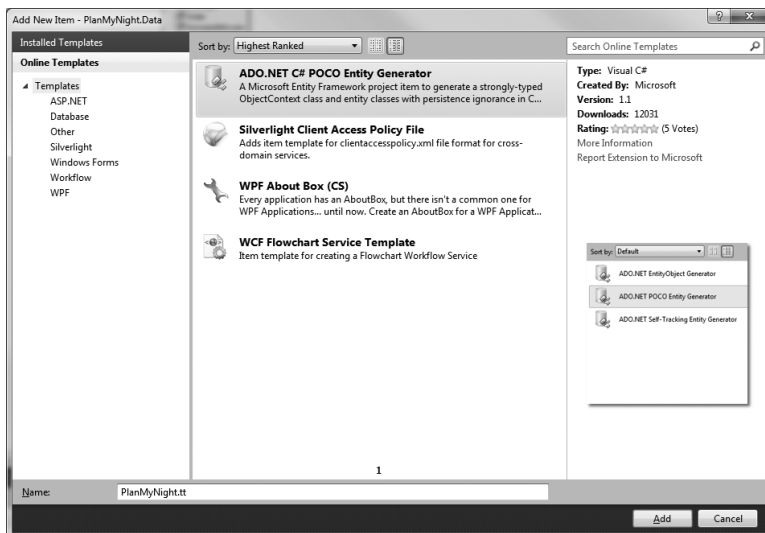 Add New Item - PlanMyNight.Data
Installed Templates
Online Templates
Templates
ASP.NET
Database
Other
Silverlight
Windows Forms
Workflow
WPF
Sort by: Highest Ranked
ADO.NET C# POCO Entity Generator
A Microsoft Entity Framework project item to generate a strongly-typed
ObjectContext class and entity classes with persistence ignorance in C...
Silverlight Client Access Policy File
Adds item template for clientaccesspolicy.xml file format for cross-
domain services.
WPF About Box (CS)
Every application has an AboutBox, but there isn't a common one for
WPF Applications... until now. Create an AboutBox for a WPF Applicat...
WCF Flowchart Service Template
Item template for creating a Flowchart Workflow Service
1
Search Online Templates
Type: Visual C#
Created By: Microsoft
Version: 1.1
Downloads: 12031
Rating: (5 Votes)
More Information
Report Extension to Microsoft
Sort by: Default
ADO.NET EntityObject Generator
ADO.NET POCO Entity Generator
ADO.NET Self-Tracking Entity Generator
Name: PlanMyNight.tt
Add
Cancel